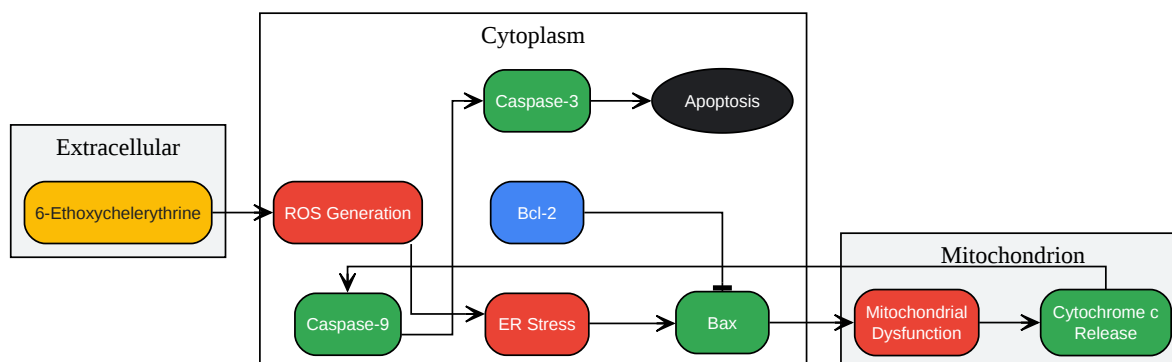 Cytoplasm
Caspase-3
Apoptosis
Extracellular
6-Ethoxychelerythrine
ROS Generation
Bcl-2
Mitochondrion
Caspase-9
ER Stress
Bax
Mitochondrial
Dysfunction
Cytochrome c
Release